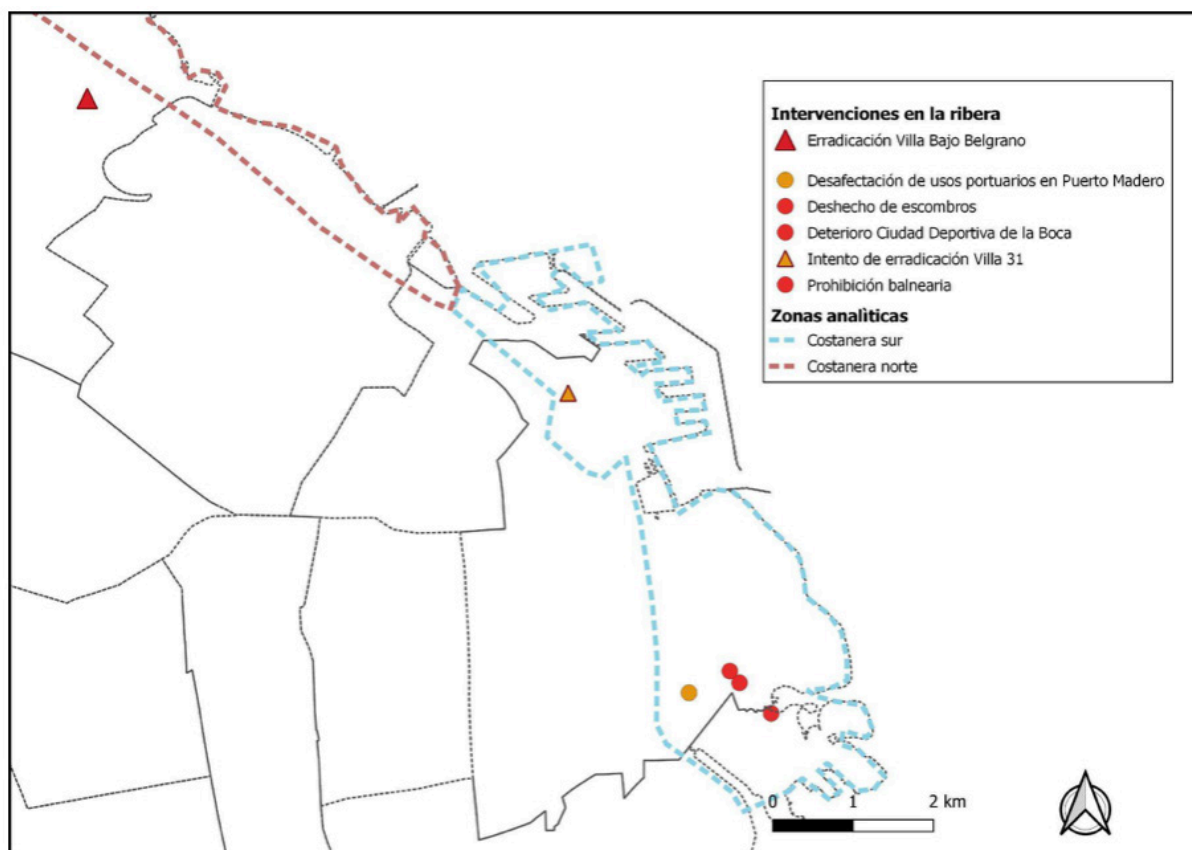 Intervenciones en la ribera
Erradicación Villa Bajo Belgrano
Desafectación de usos portuarios en Puerto Madero
Deshecho de escombros
Deterioro Ciudad Deportiva de la Boca
Intento de erradicación Villa 31
Prohibición balnearia
Zonas analìticas
Costanera sur
Costanera norte
0 1 2 km